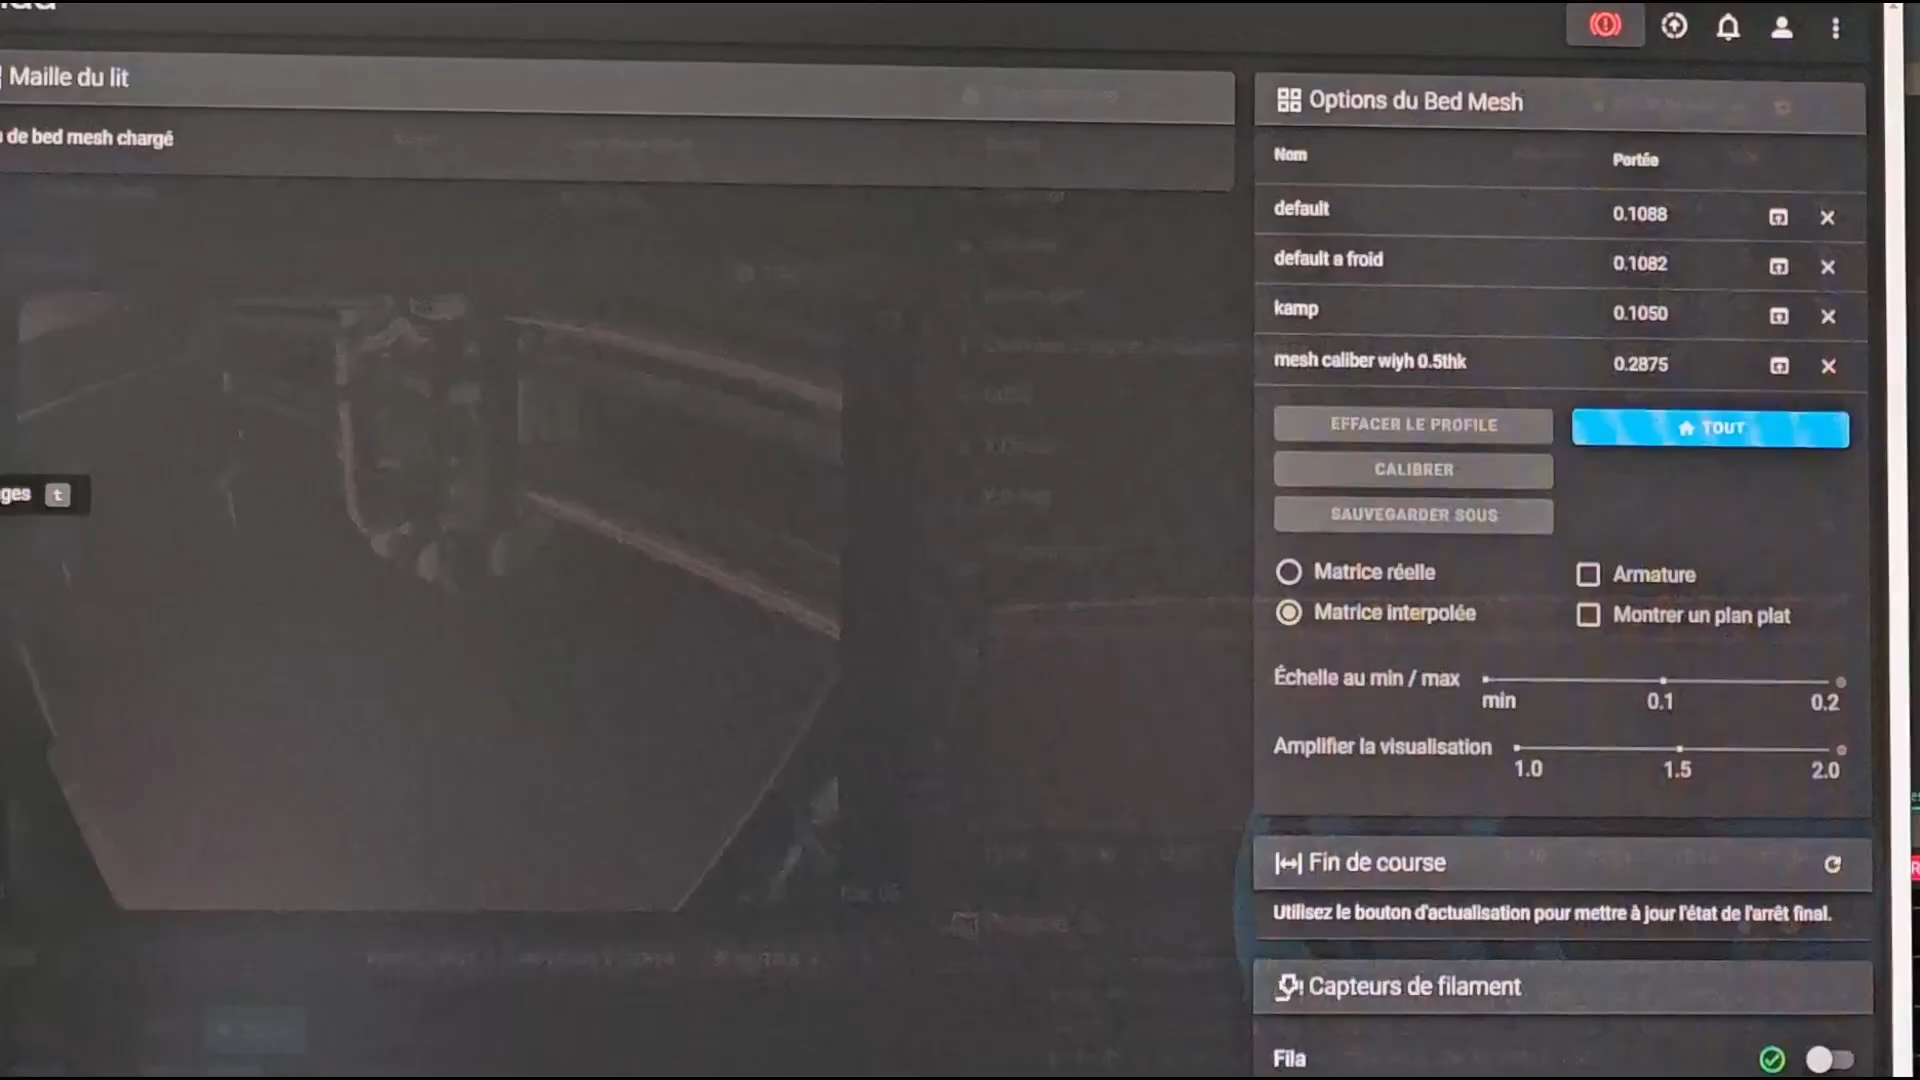 Maille du lit
de bed mesh chargé
ges t
Options du Bed Mesh
Nom Portée
default 0.1088
default a froid 0.1082
kamp 0.1050
mesh caliber wiyh 0.5thk 0.2875
EFFACER LE PROFILE TOUT
CALIBRER
SAUVEGARDER SOUS
Matrice réelle Armature
Matrice interpolée Montrer un plan plat
Échelle au min / max
min 0.1 0.2
Amplifier la visualisation
1.0 1.5 2.0
Fin de course
Utilisez le bouton d'actualisation pour mettre à jour l'état de l'arrêt final.
Capteurs de filament
Fila